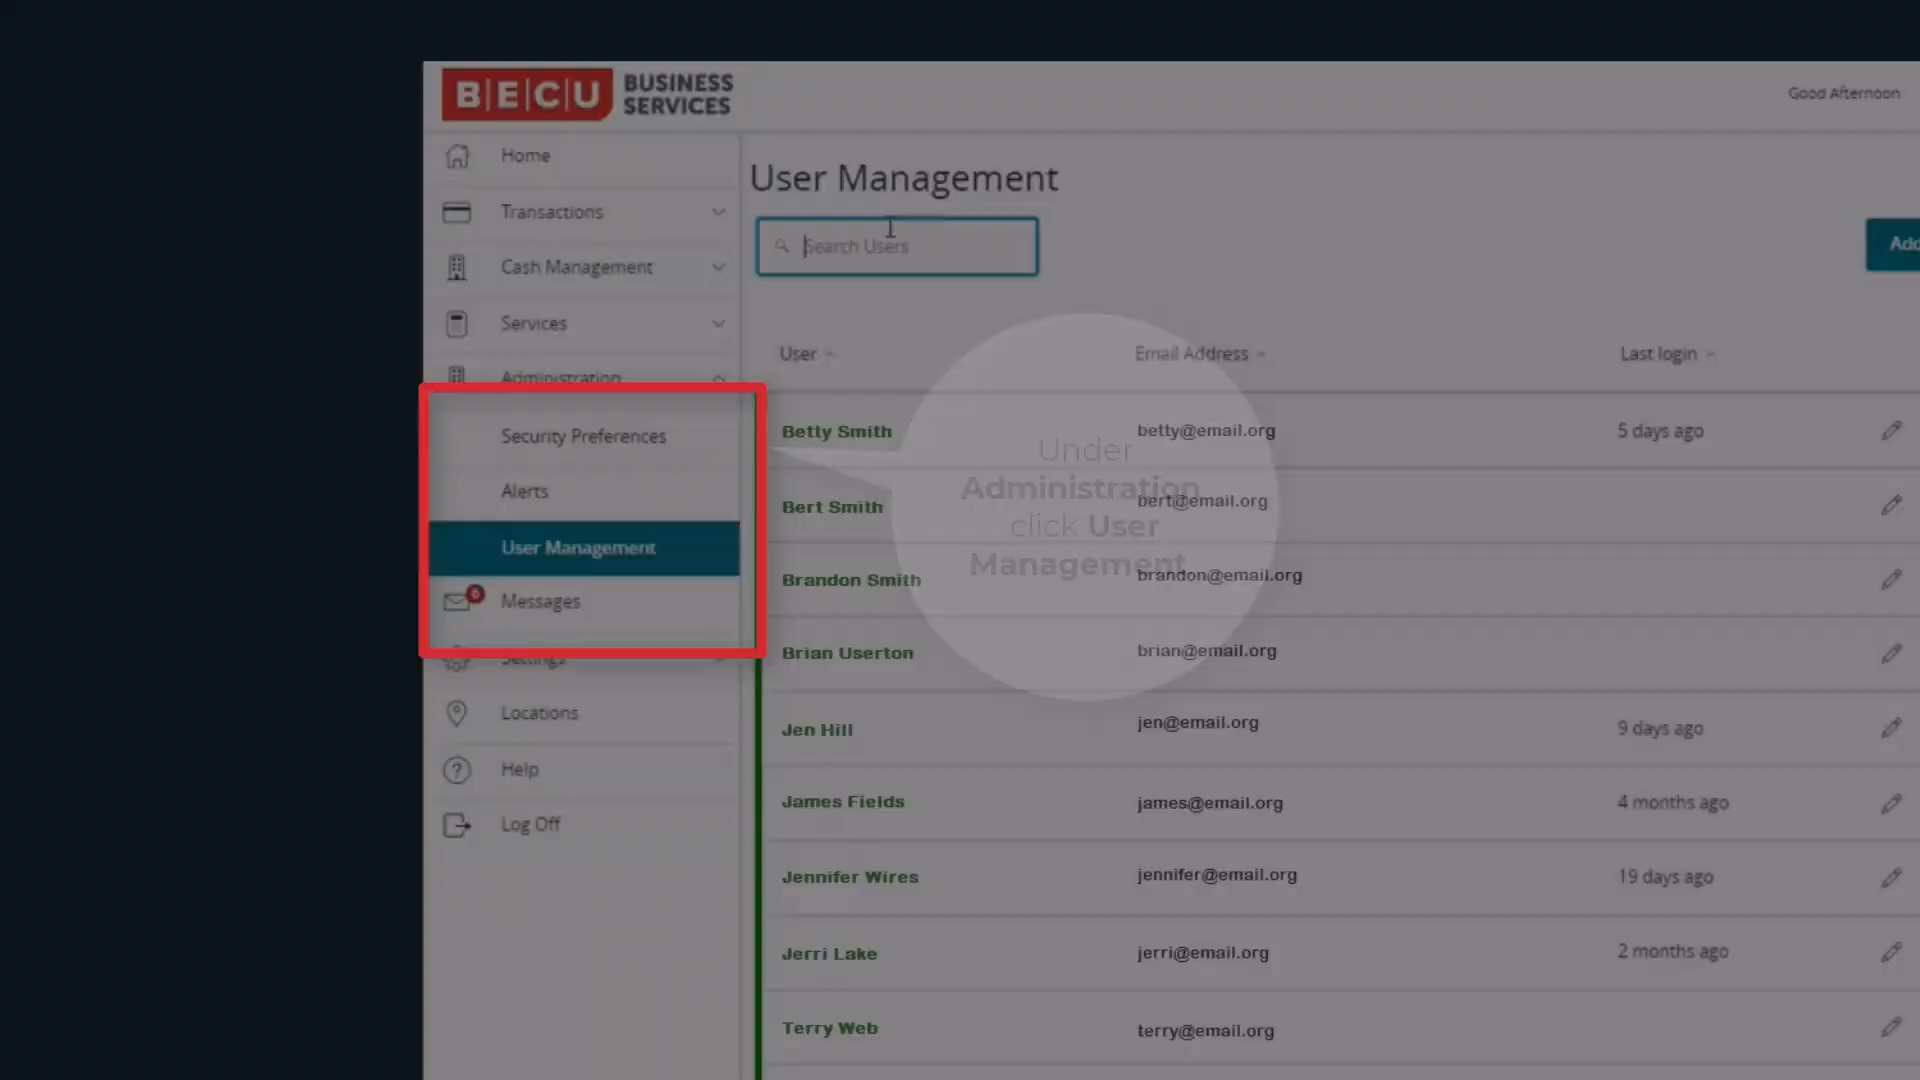 B|E|C|U BUSINESS SERVICES
Good Afternoon
Home
Transactions
Cash Management
Services
Administration
Security Preferences
Alerts
User Management
6
Messages
Settings
Locations
Help
Log Off
User Management
Search Users
User
Email Address
Last login
Betty Smith betty@email.org 5 days ago
Bert Smith bert@email.org
Brandon Smith brandon@email.org
Brian Userton brian@email.org
Jen Hill jen@email.org 9 days ago
James Fields james@email.org 4 months ago
Jennifer Wires jennifer@email.org 19 days ago
Jerri Lake jerri@email.org 2 months ago
Terry Web terry@email.org
Under
Administration
click User
Management